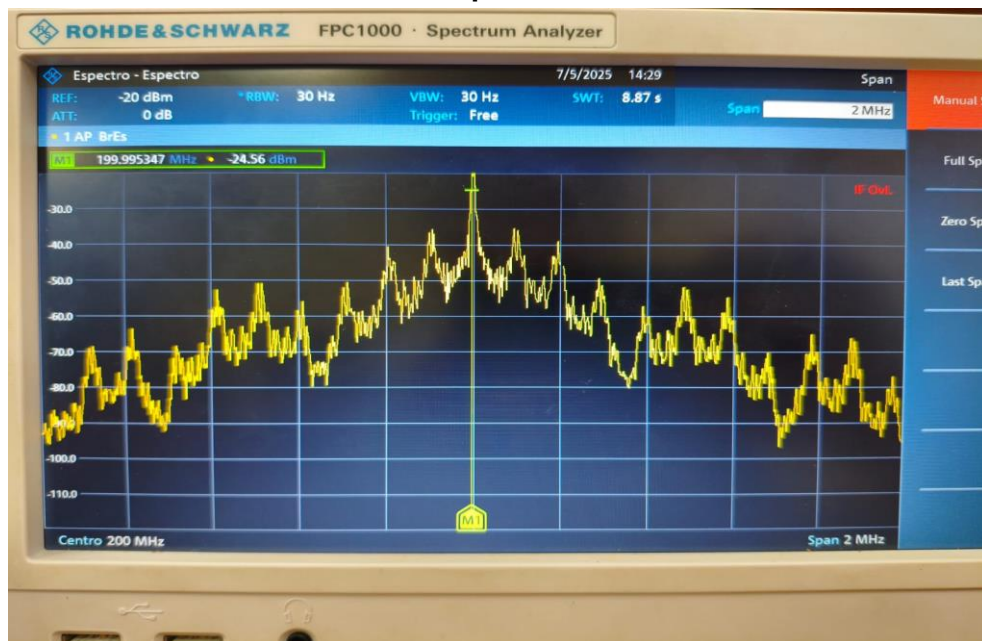 ROHDE&SCHWARZ FPC1000 · Spectrum Analyzer
Espectro - Espectro 7/5/2025 14:29 Span
REF: -20 dBm *RBW: 30 Hz VBW: 30 Hz SWT: 8.87 s Span 2 MHz
ATT: 0 dB Trigger: Free
Manual
1 AP BrEs
M1 199.995347 MHz -24.56 dBm
Full Sp
IF Ovl.
-30.0
Zero Sp
-40.0
-50.0
Last Sp
-60.0
-70.0
-80.0
-90.0
-100.0
-110.0
M1
Centro 200 MHz Span 2 MHz